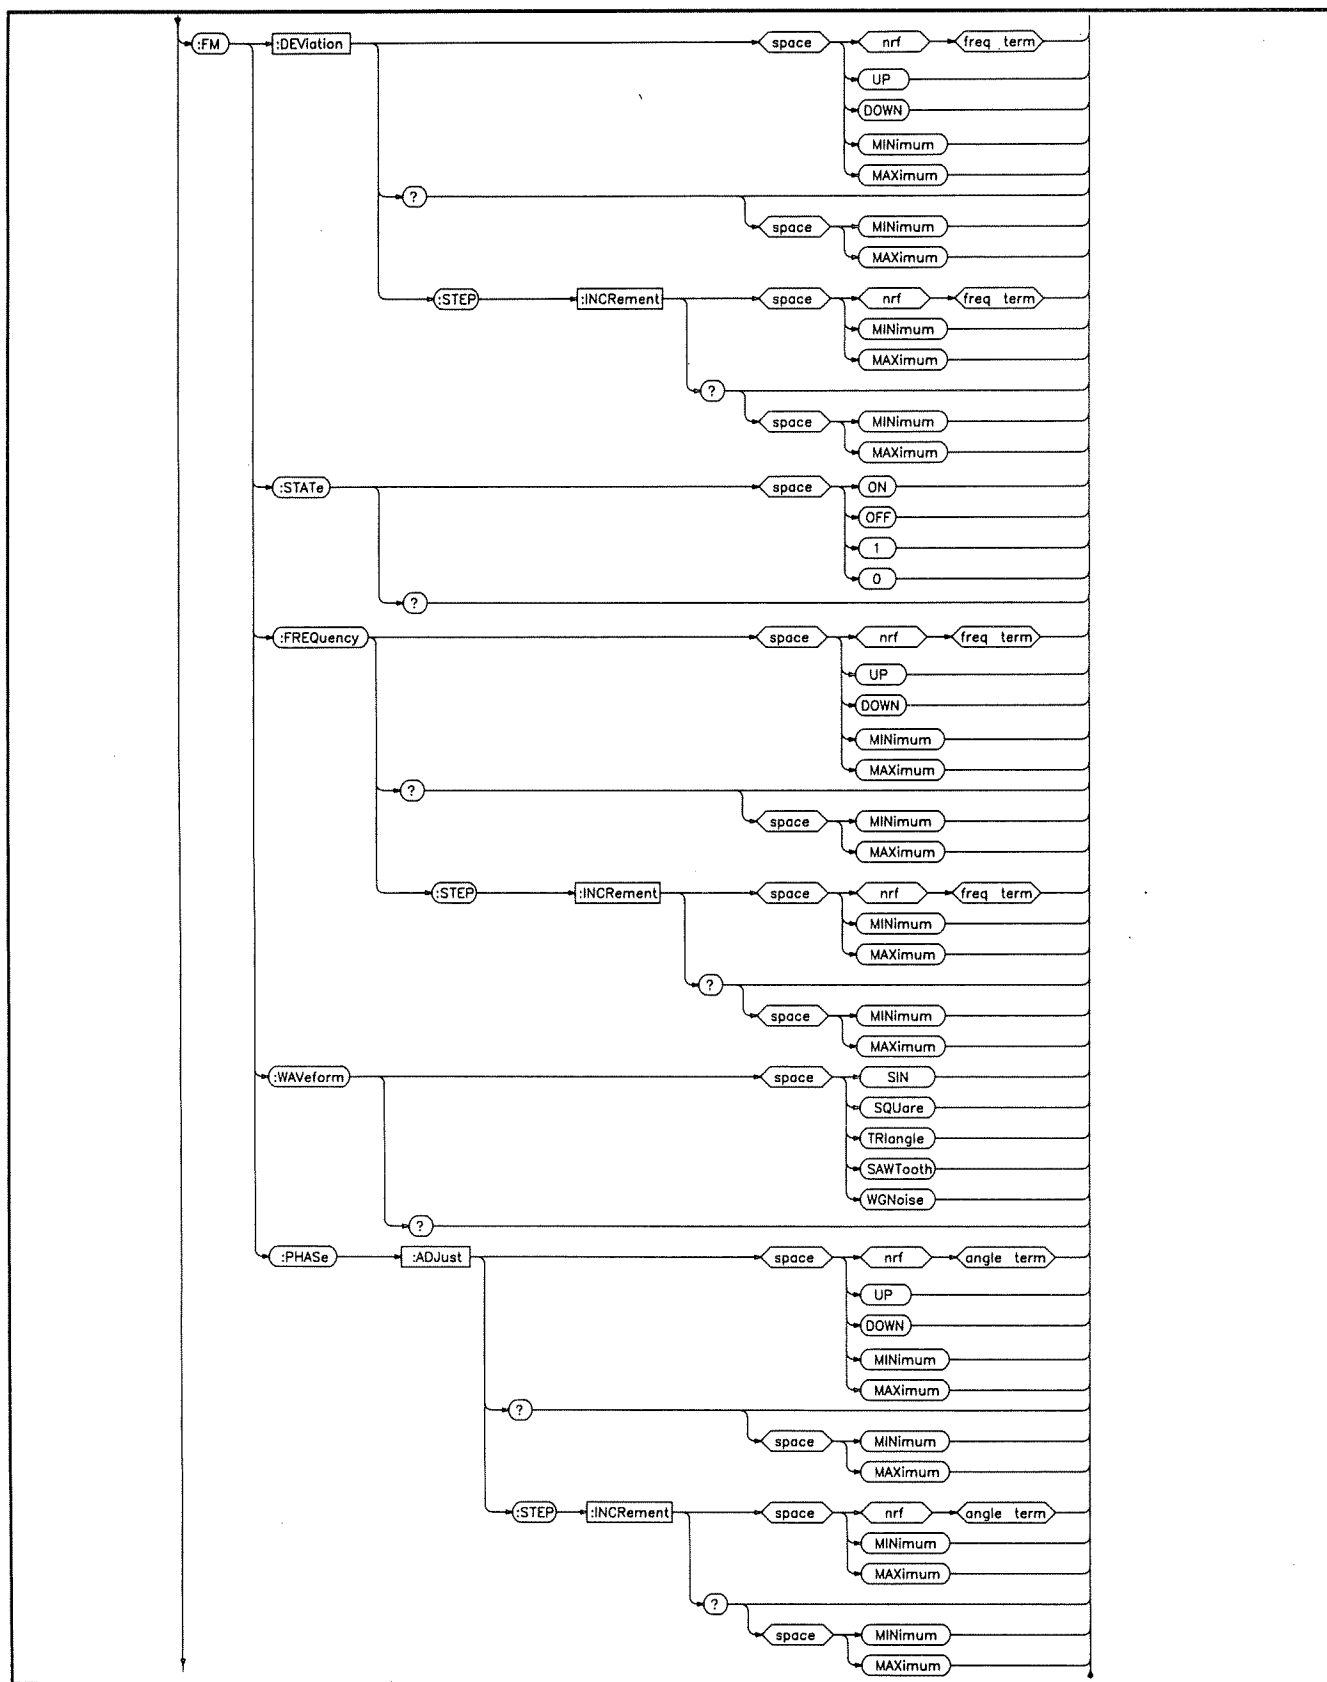 :FM :DEViation space nrf freq term
UP
DOWN
MINimum
MAXimum
?
space MINimum
MAXimum
:STEP :INCRement space nrf freq term
MINimum
MAXimum
?
space MINimum
MAXimum
:STATe space ON
OFF
1
0
?
:FREQuency space nrf freq term
UP
DOWN
MINimum
MAXimum
?
space MINimum
MAXimum
:STEP :INCRement space nrf freq term
MINimum
MAXimum
?
space MINimum
MAXimum
:WAVeform space SIN
SQUare
TRIangle
SAWTooth
WGNoise
?
:PHASe :ADJust space nrf angle term
UP
DOWN
MINimum
MAXimum
?
space MINimum
MAXimum
:STEP :INCRement space nrf angle term
MINimum
MAXimum
?
space MINimum
MAXimum